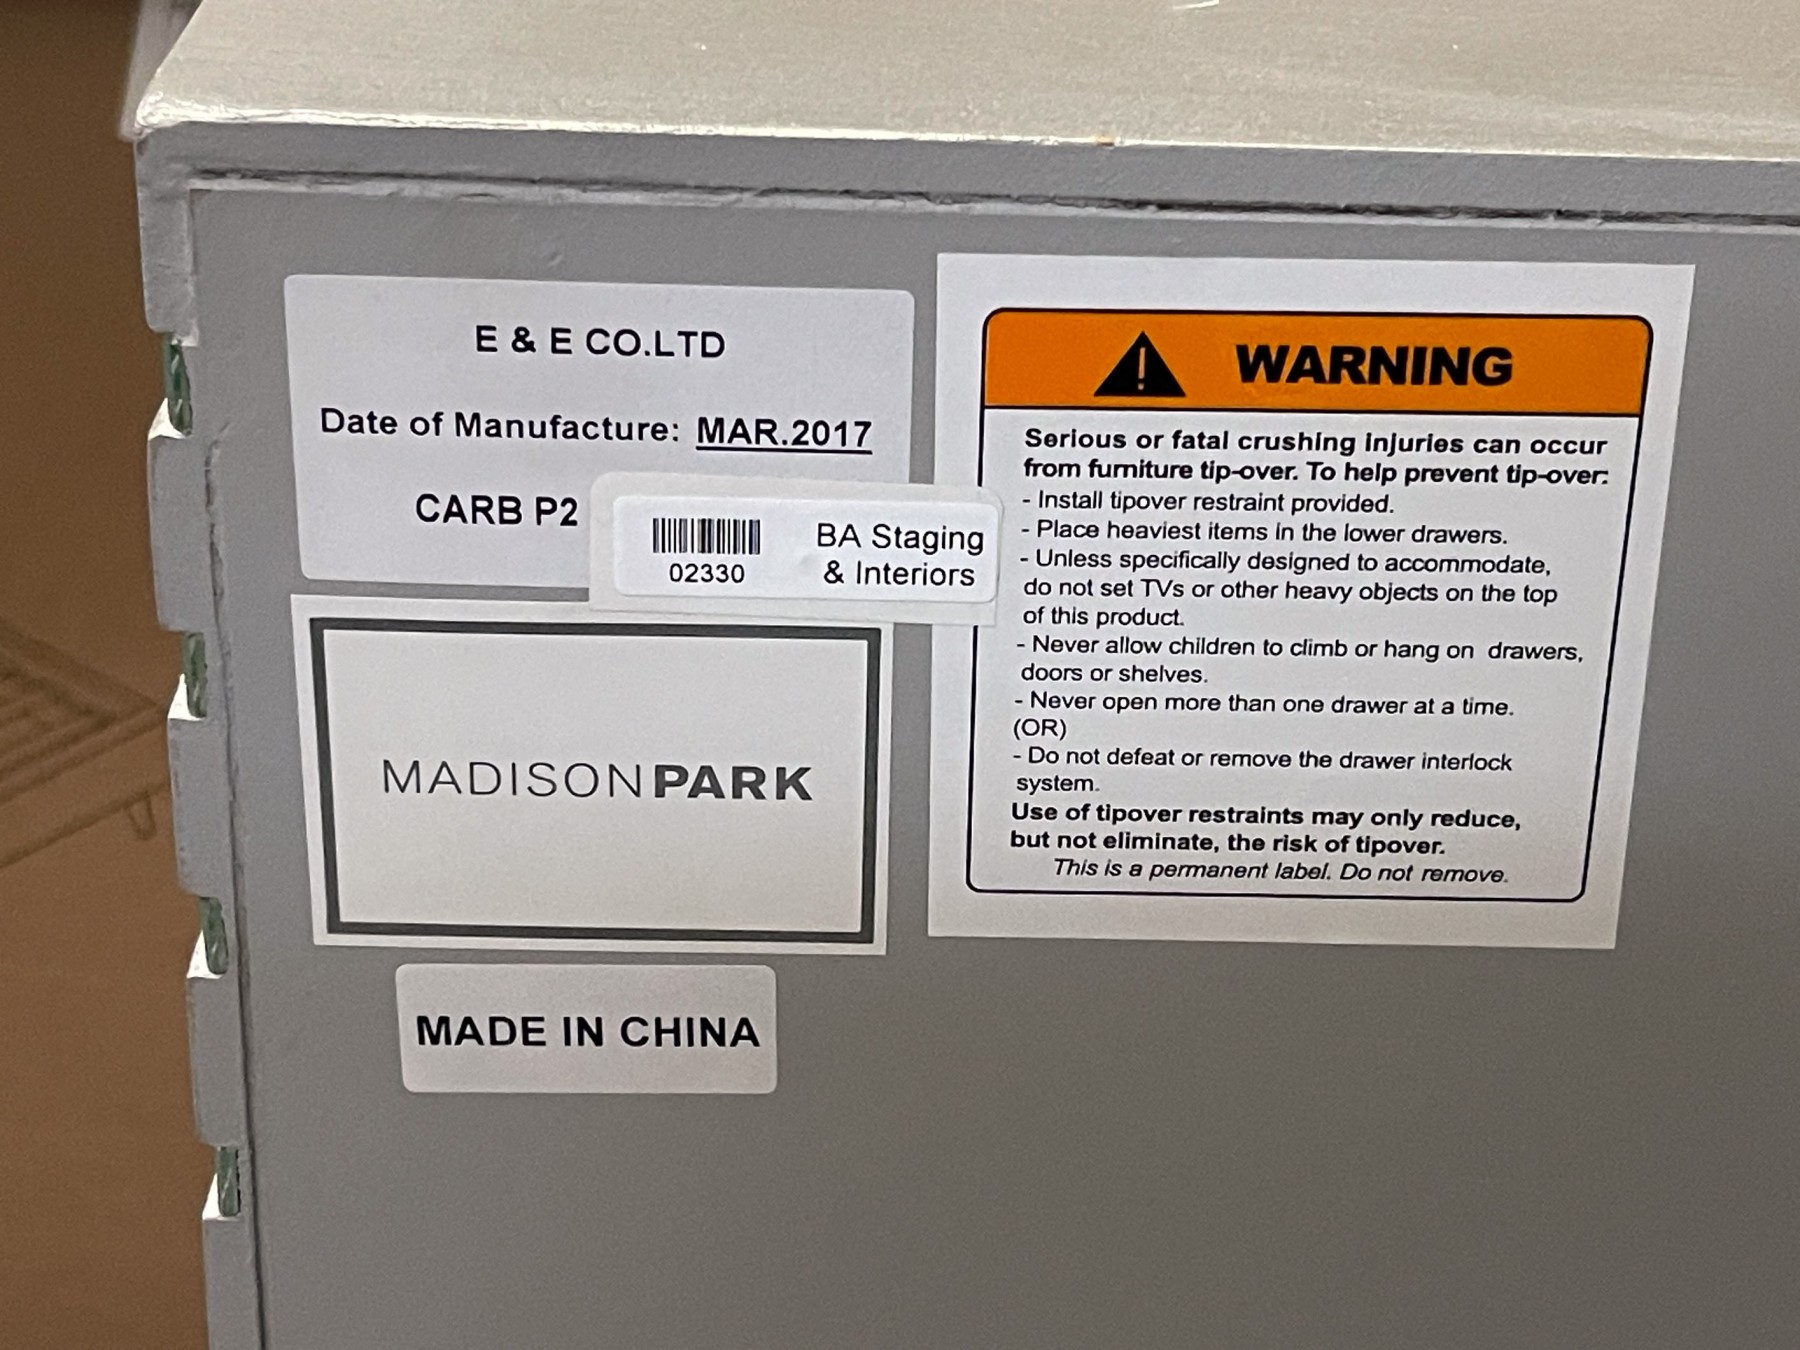 E & E CO.LTD
Date of Manufacture: MAR.2017
CARB P2
02330
BA Staging
& Interiors
MADISONPARK
MADE IN CHINA
WARNING
Serious or fatal crushing injuries can occur
from furniture tip-over. To help prevent tip-over:
- Install tipover restraint provided.
- Place heaviest items in the lower drawers.
- Unless specifically designed to accommodate,
do not set TVs or other heavy objects on the top
of this product.
- Never allow children to climb or hang on drawers,
doors or shelves.
- Never open more than one drawer at a time.
(OR)
- Do not defeat or remove the drawer interlock
system.
Use of tipover restraints may only reduce,
but not eliminate, the risk of tipover.
This is a permanent label. Do not remove.